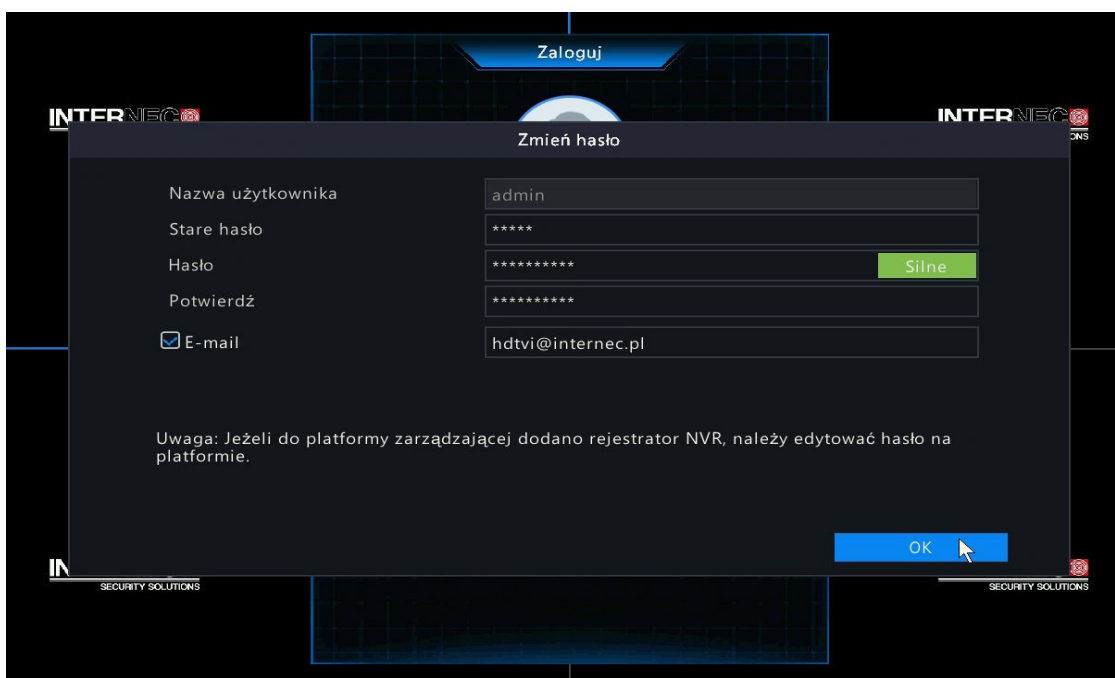 Zaloguj
INTERNEC
INTERNEC
Zmień hasło
Nazwa użytkownika
admin
Stare hasło
*****
Hasło
**********
Silne
Potwierdź
**********
E-mail
hdtvi@internec.pl
Uwaga: Jeżeli do platformy zarządzającej dodano rejestrator NVR, należy edytować hasło na
platformie.
OK
SECURITY SOLUTIONS
SECURITY SOLUTIONS